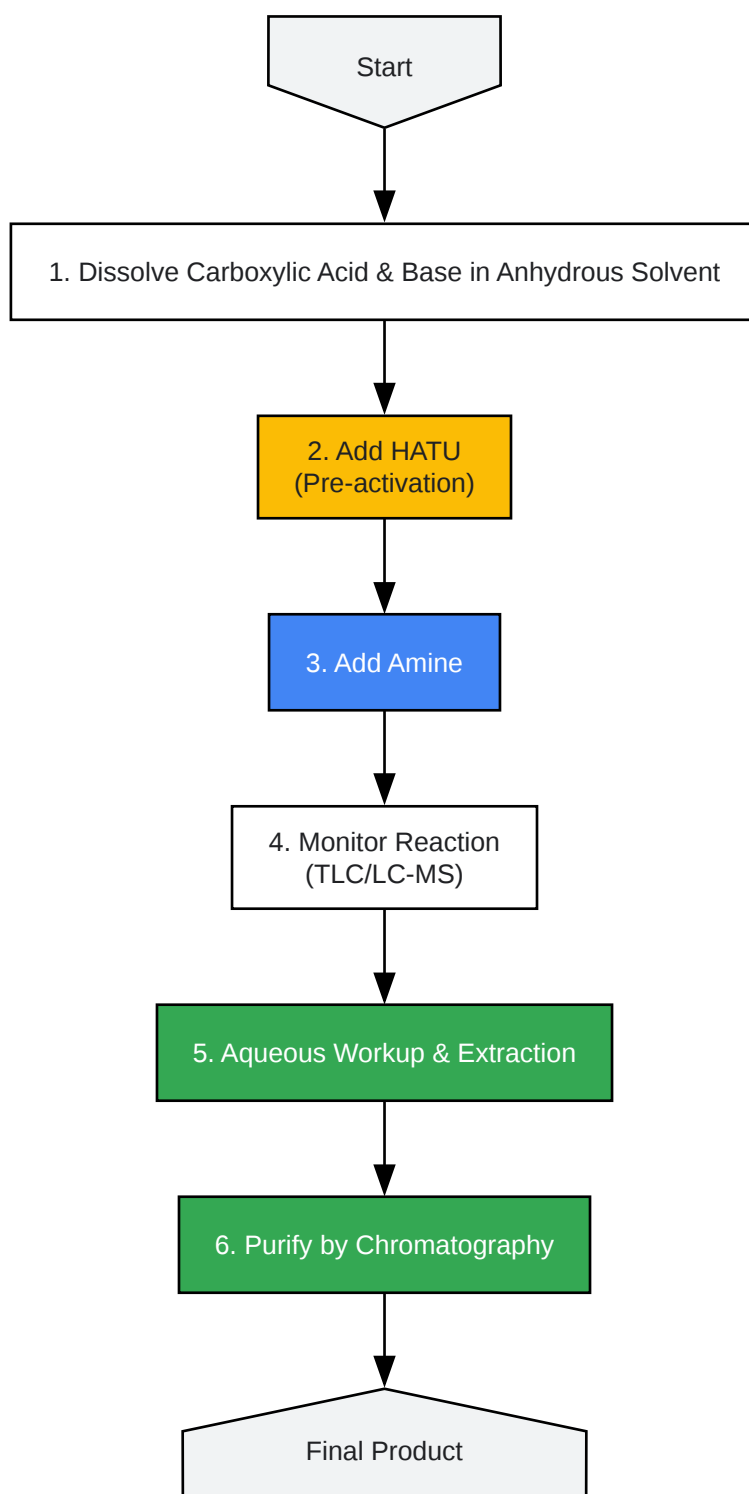 Start
1. Dissolve Carboxylic Acid & Base in Anhydrous Solvent
2. Add HATU
(Pre-activation)
3. Add Amine
4. Monitor Reaction
(TLC/LC-MS)
5. Aqueous Workup & Extraction
6. Purify by Chromatography
Final Product